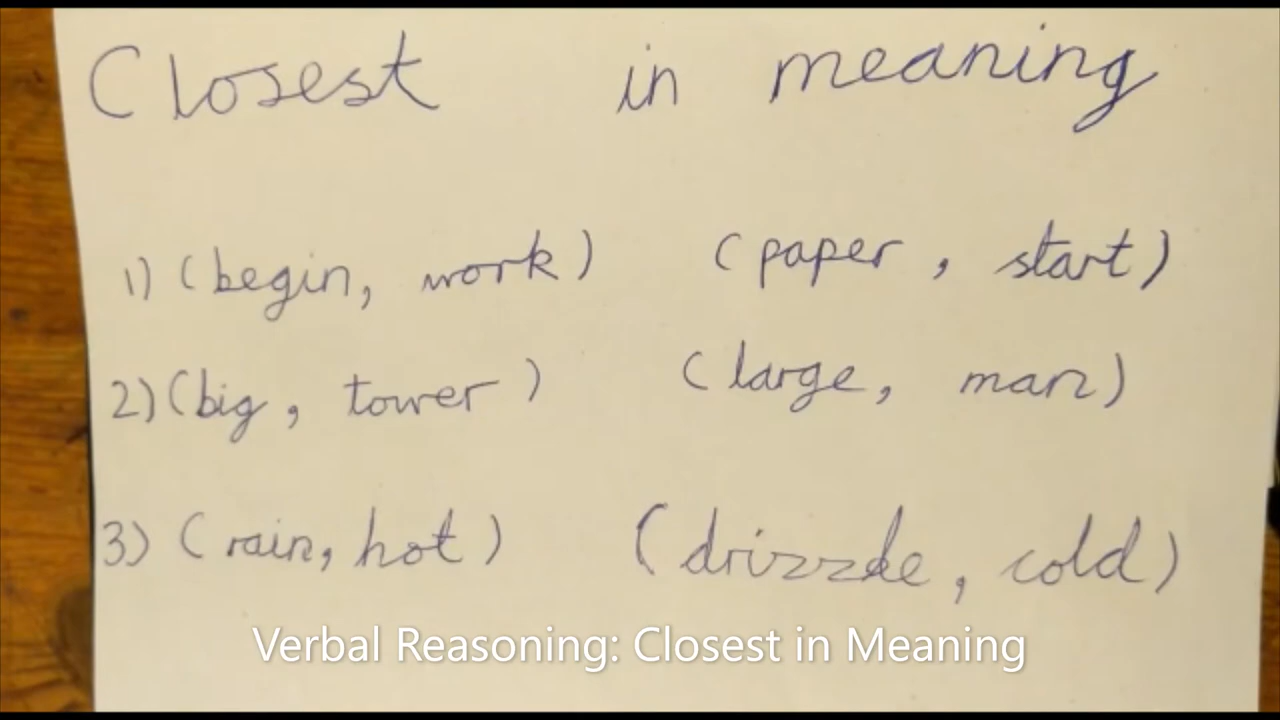 Closest in meaning
1) (begin, work) (paper, start)
2) (big, tower) (large, man)
3) (rain, hot) (drizzle, cold)
Verbal Reasoning: Closest in Meaning